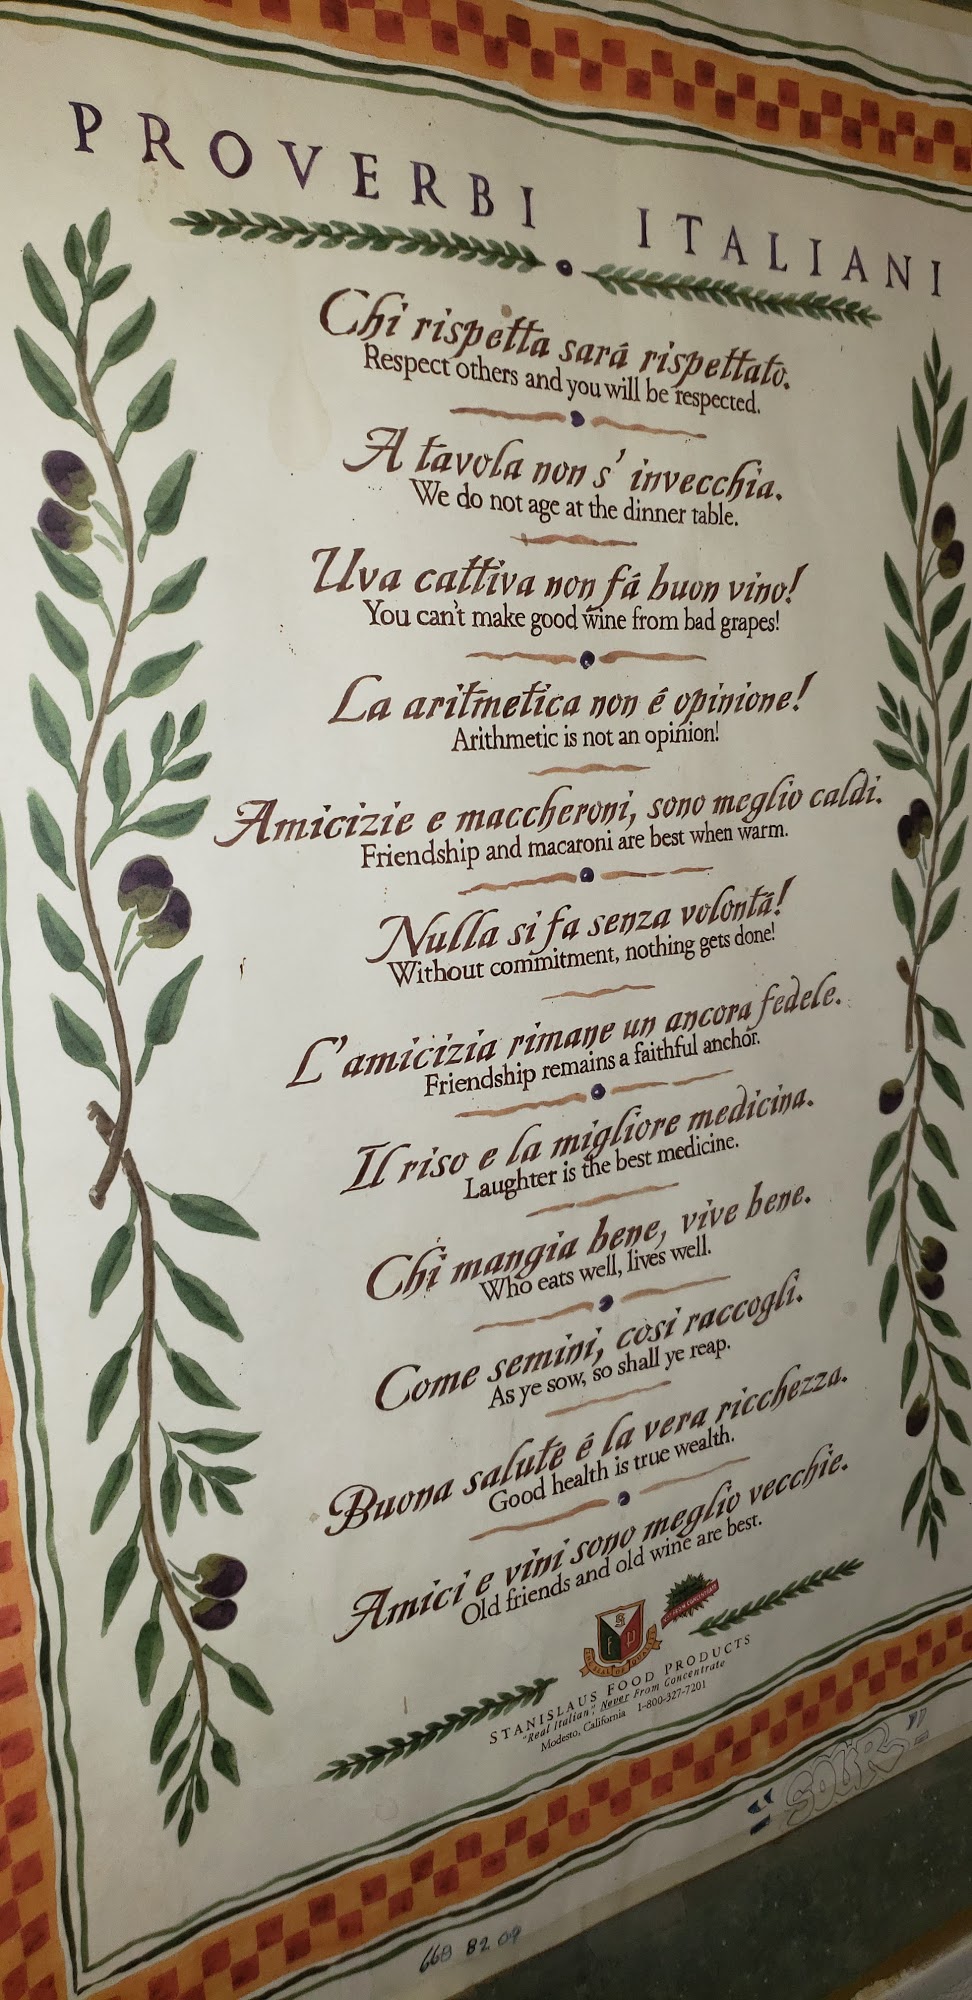 PROVERBI ITALIANI
Chi rispetta sará rispettato.
Respect others and you will be respected.
A tavola non s' invecchia.
We do not age at the dinner table.
Uva cattiva non fá buon vino!
You can't make good wine from bad grapes!
La aritmetica non é opinione!
Arithmetic is not an opinion!
Amicizie e maccheroni, sono meglio caldi.
Friendship and macaroni are best when warm.
Nulla si fa senza volontá!
Without commitment, nothing gets done!
L'amicizia rimane un ancora fedele.
Friendship remains a faithful anchor.
Il riso e la migliore medicina.
Laughter is the best medicine.
Chi mangia bene, vive bene.
Who eats well, lives well.
Come semini, còsi raccogli.
As ye sow, so shall ye reap.
Buona salute é la vera ricchezza.
Good health is true wealth.
Amici e vini sono meglio vecchie.
Old friends and old wine are best.
STANISLAUS FOOD PRODUCTS
"Real Italian", Never From Concentrate
Modesto, California 1-800-327-7201
SOUR
668 82 09